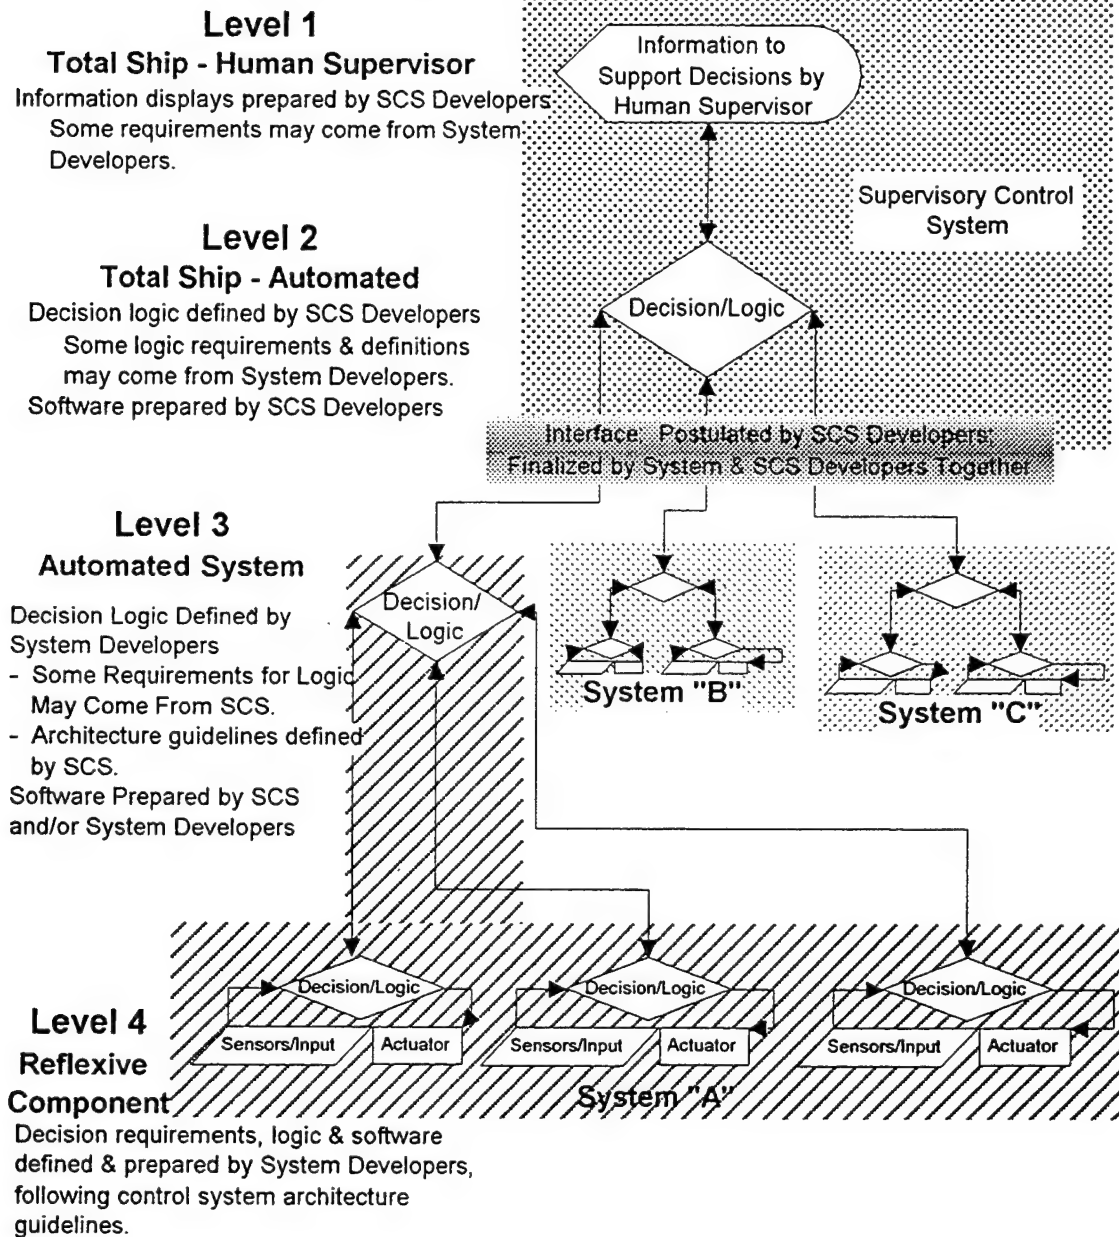 Level 1
Total Ship - Human Supervisor
Information displays prepared by SCS Developers
Some requirements may come from System
Developers.
Information to
Support Decisions by
Human Supervisor
Supervisory Control
System
Level 2
Total Ship - Automated
Decision logic defined by SCS Developers
Some logic requirements & definitions
may come from System Developers.
Software prepared by SCS Developers
Decision/Logic
Interface: Postulated by SCS Developers;
Finalized by System & SCS Developers Together
Level 3
Automated System
Decision Logic Defined by
System Developers
- Some Requirements for Logic
May Come From SCS.
- Architecture guidelines defined
by SCS.
Software Prepared by SCS
and/or System Developers
Decision/
Logic
System "B"
System "C"
Level 4
Reflexive
Component
Decision requirements, logic & software
defined & prepared by System Developers,
following control system architecture
guidelines.
Decision/Logic
Sensors/Input
Actuator
Decision/Logic
Sensors/Input
Actuator
Decision/Logic
Sensors/Input
Actuator
System "A"